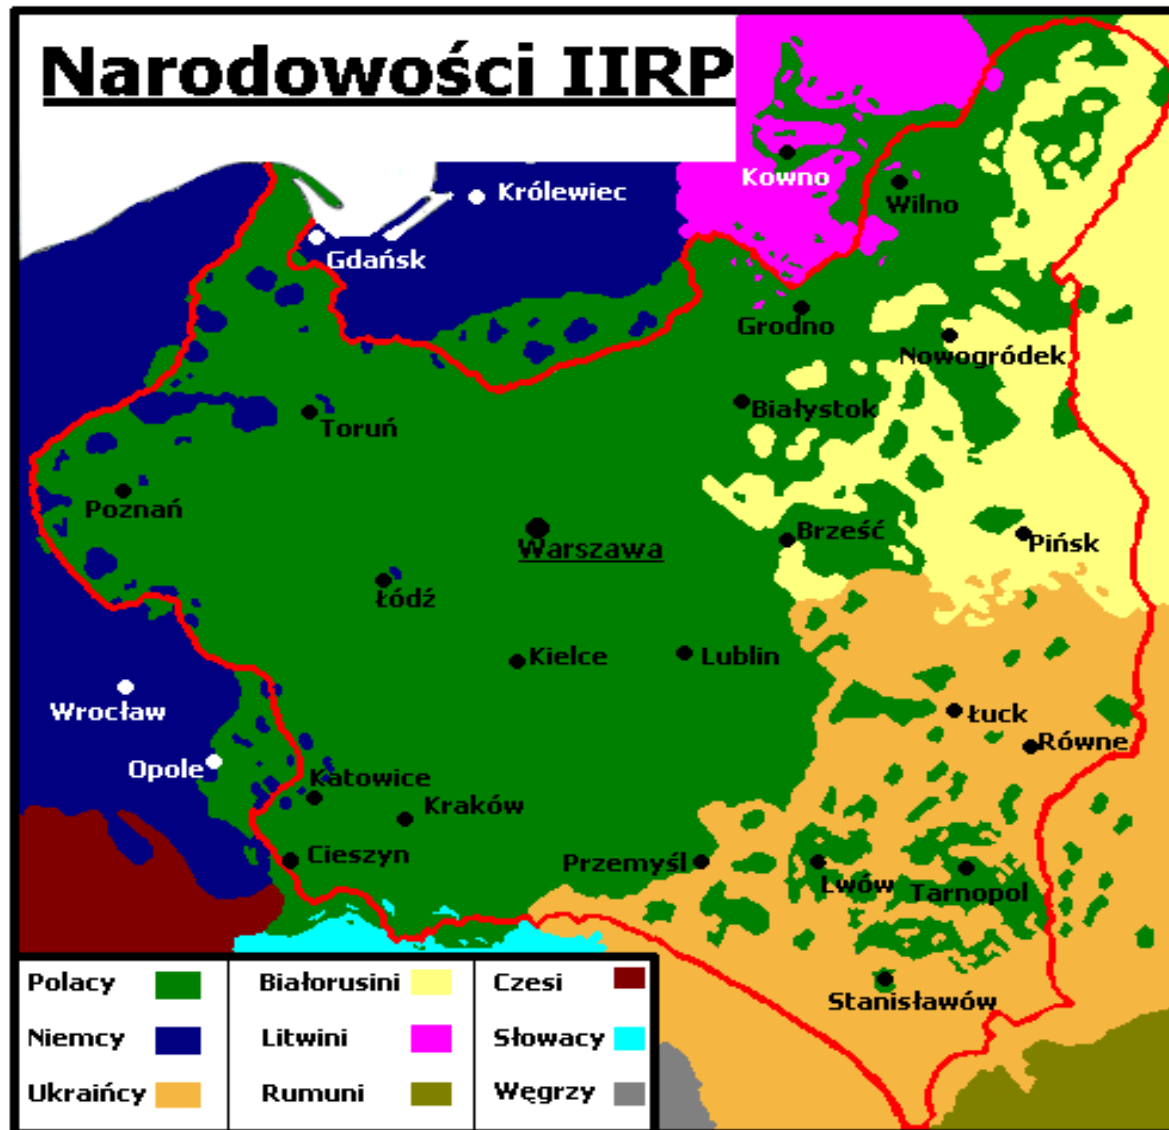 Narodowości IIRP
Kowno
Wilno
Królewiec
Gdańsk
Grodno
Nowogródek
Białystok
Toruń
Poznań
Warszawa
Brześć
Pińsk
Łódź
Kielce
Lublin
Wrocław
Łuck
Równe
Opole
Katowice
Kraków
Cieszyn
Przemyśl
Lwów
Tarnopol
Stanisławów
Polacy
Białorusini
Czesi
Niemcy
Litwini
Słowacy
Ukraińcy
Rumuni
Węgrzy